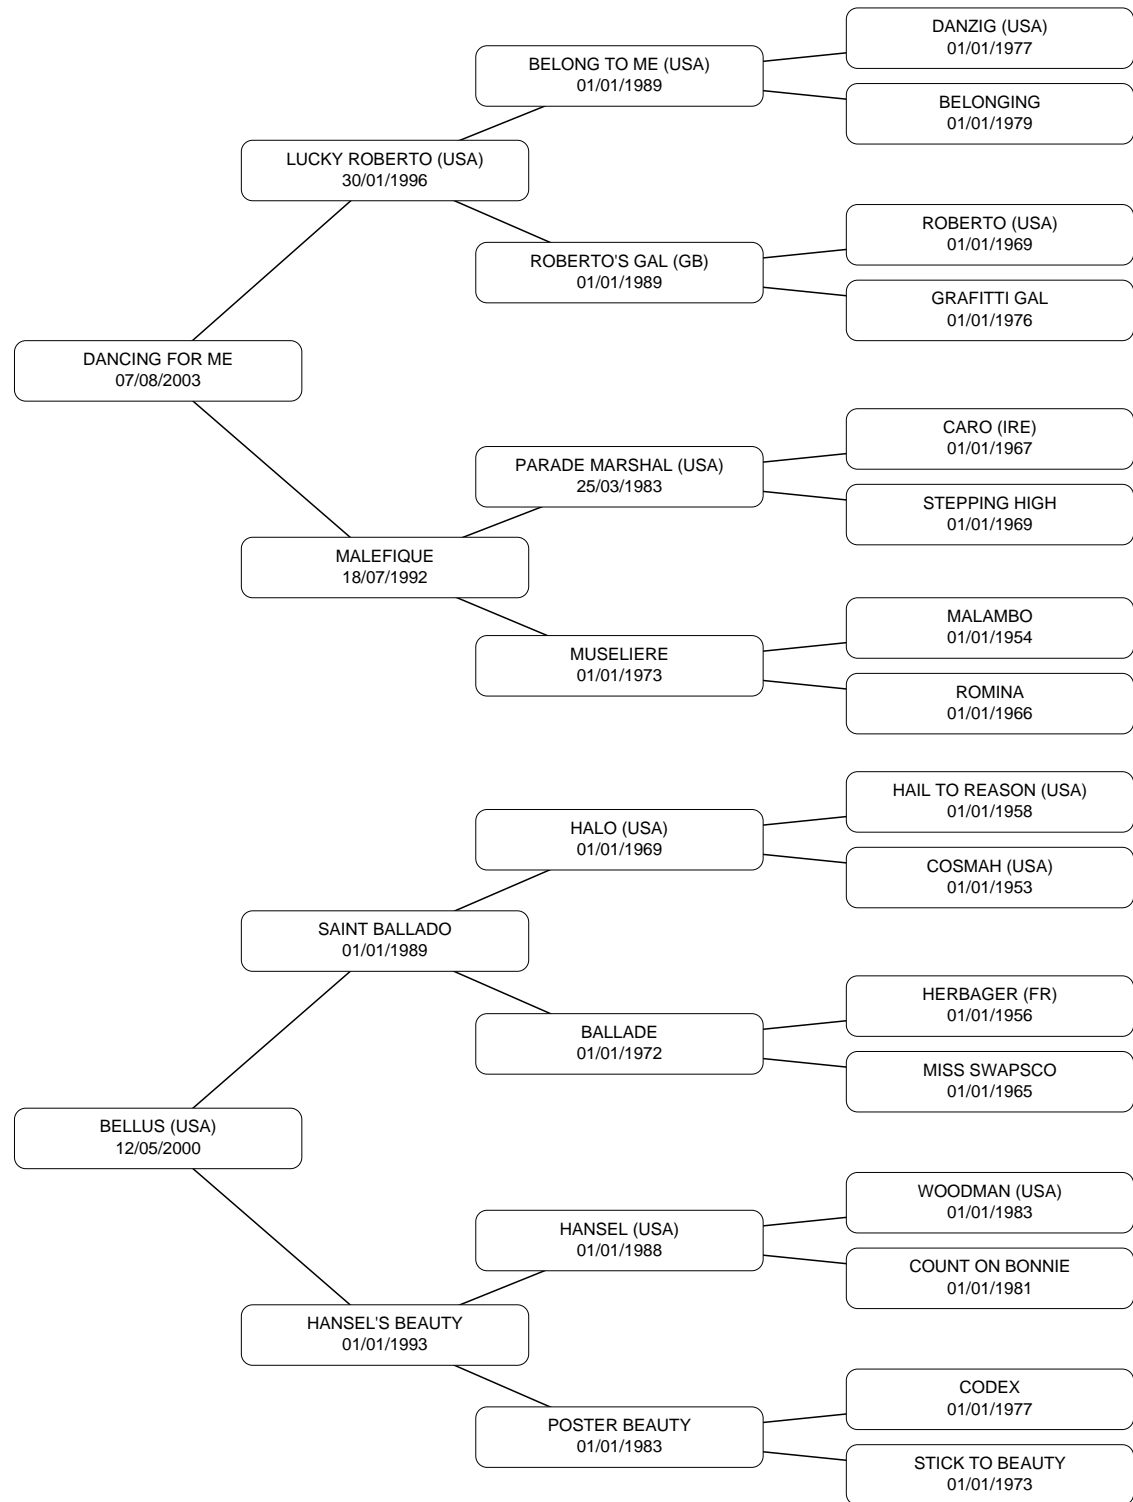 DANZIG (USA)
01/01/1977
BELONG TO ME (USA)
01/01/1989
BELONGING
01/01/1979
LUCKY ROBERTO (USA)
30/01/1996
ROBERTO (USA)
01/01/1969
ROBERTO'S GAL (GB)
01/01/1989
GRAFITTI GAL
01/01/1976
DANCING FOR ME
07/08/2003
CARO (IRE)
01/01/1967
PARADE MARSHAL (USA)
25/03/1983
STEPPING HIGH
01/01/1969
MALEFIQUE
18/07/1992
MALAMBO
01/01/1954
MUSELIERE
01/01/1973
ROMINA
01/01/1966
HAIL TO REASON (USA)
01/01/1958
HALO (USA)
01/01/1969
COSMAH (USA)
01/01/1953
SAINT BALLADO
01/01/1989
HERBAGER (FR)
01/01/1956
BALLADE
01/01/1972
MISS SWAPSCO
01/01/1965
BELLUS (USA)
12/05/2000
WOODMAN (USA)
01/01/1983
HANSEL (USA)
01/01/1988
COUNT ON BONNIE
01/01/1981
HANSEL'S BEAUTY
01/01/1993
CODEX
01/01/1977
POSTER BEAUTY
01/01/1983
STICK TO BEAUTY
01/01/1973